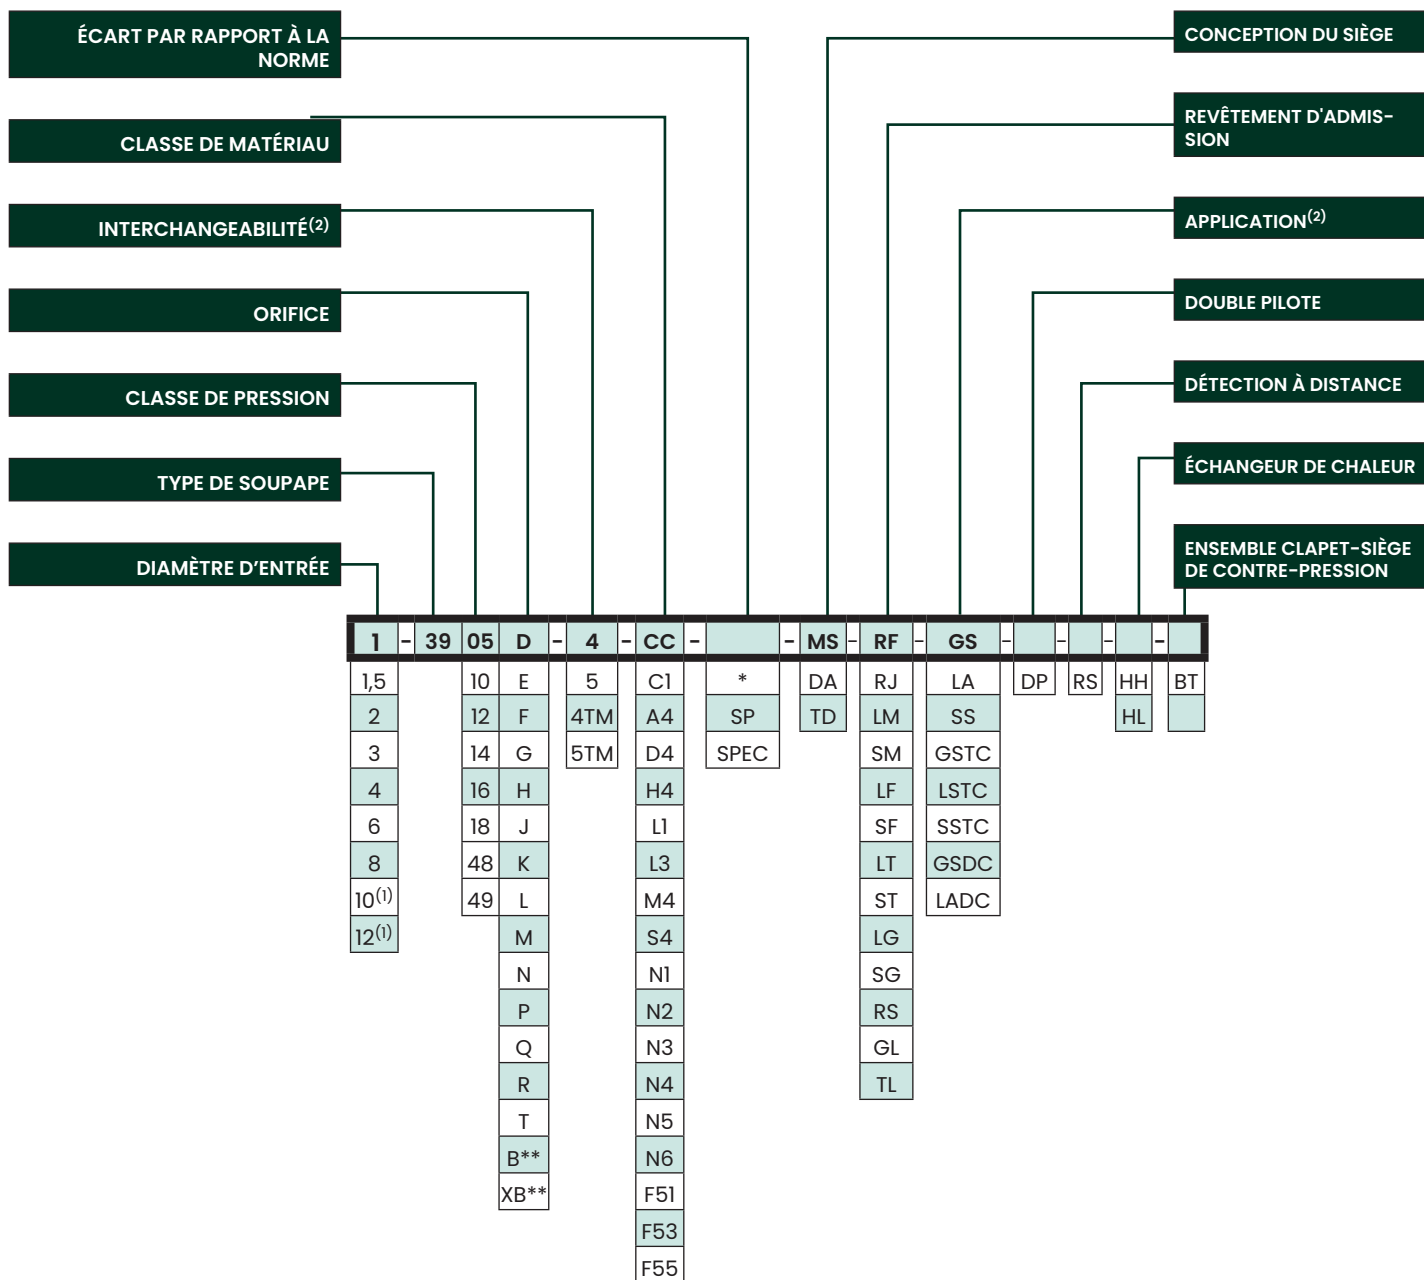 ÉCART PAR RAPPORT À LA
NORME
CLASSE DE MATÉRIAU
INTERCHANGEABILITÉ(2)
ORIFICE
CLASSE DE PRESSION
TYPE DE SOUPAPE
DIAMÈTRE D'ENTRÉE
CONCEPTION DU SIÈGE
REVÊTEMENT D'ADMIS-
SION
APPLICATION(2)
DOUBLE PILOTE
DÉTECTION À DISTANCE
ÉCHANGEUR DE CHALEUR
ENSEMBLE CLAPET-SIÈGE
DE CONTRE-PRESSION
1 - 39 05 D - 4 - CC - - MS - RF - GS - - - -
1,5 10 E 5 C1 * DA RJ LA DP RS HH BT
2 12 F 4TM A4 SP TD LM SS HL
3 14 G 5TM D4 SPEC SM GSTC
4 16 H H4 LF LSTC
6 18 J L1 SF SSTC
8 48 K L3 LT GSDC
10(1) 49 L M4 ST LADC
12(1) M S4 LG
N N1 SG
P N2 RS
Q N3 GL
R N4 TL
T N5
B** N6
XB** F51
F53
F55